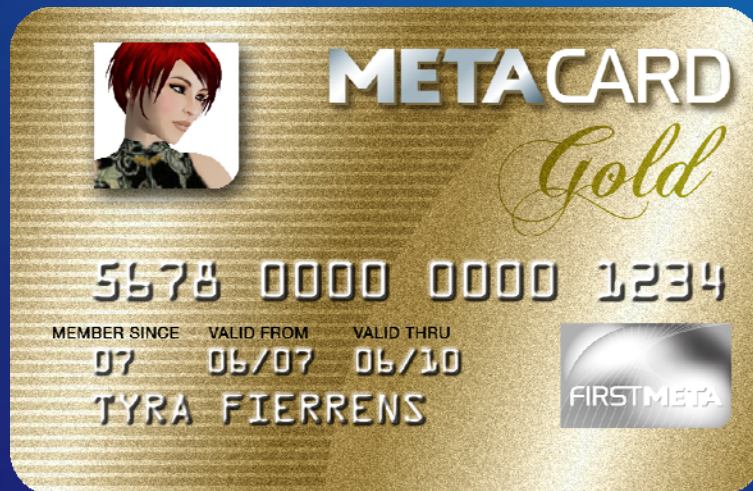 METACARD
Gold
5678 0000 0000 1234
MEMBER SINCE VALID FROM VALID THRU
07 06/07 06/10
TYRA FIERRENS
FIRSTMETA